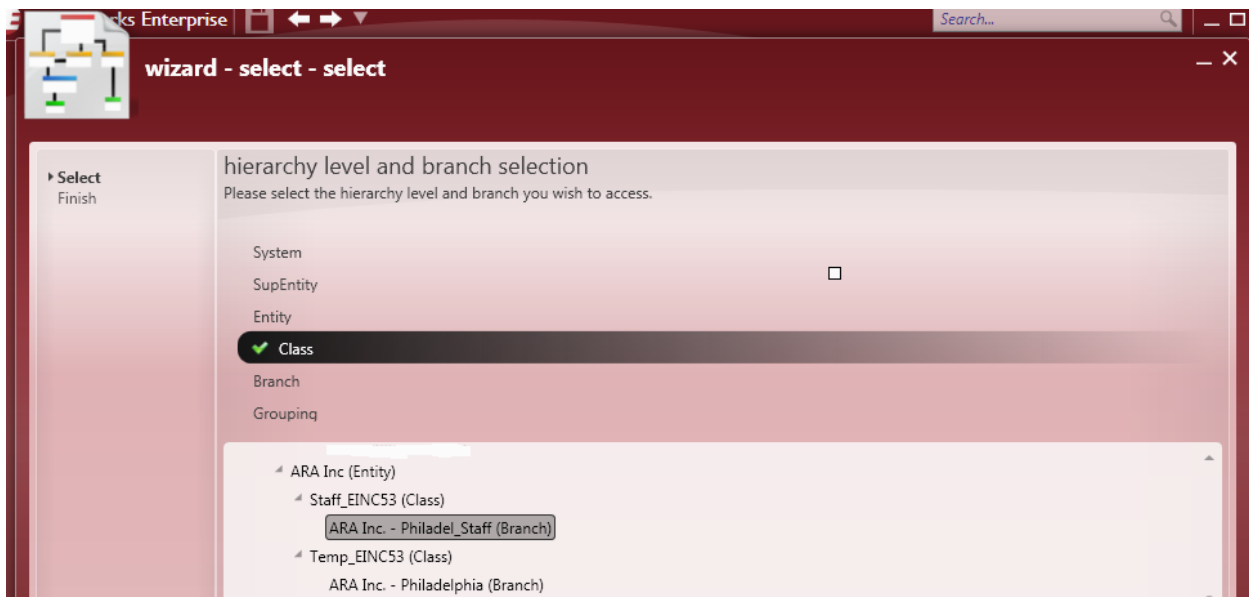 ks Enterprise
Search...
wizard - select - select
Select
Finish
hierarchy level and branch selection
Please select the hierarchy level and branch you wish to access.
System
SupEntity
Entity
Class
Branch
Grouping
ARA Inc (Entity)
Staff_EINC53 (Class)
ARA Inc. - Philadel_Staff (Branch)
Temp_EINC53 (Class)
ARA Inc. - Philadelphia (Branch)